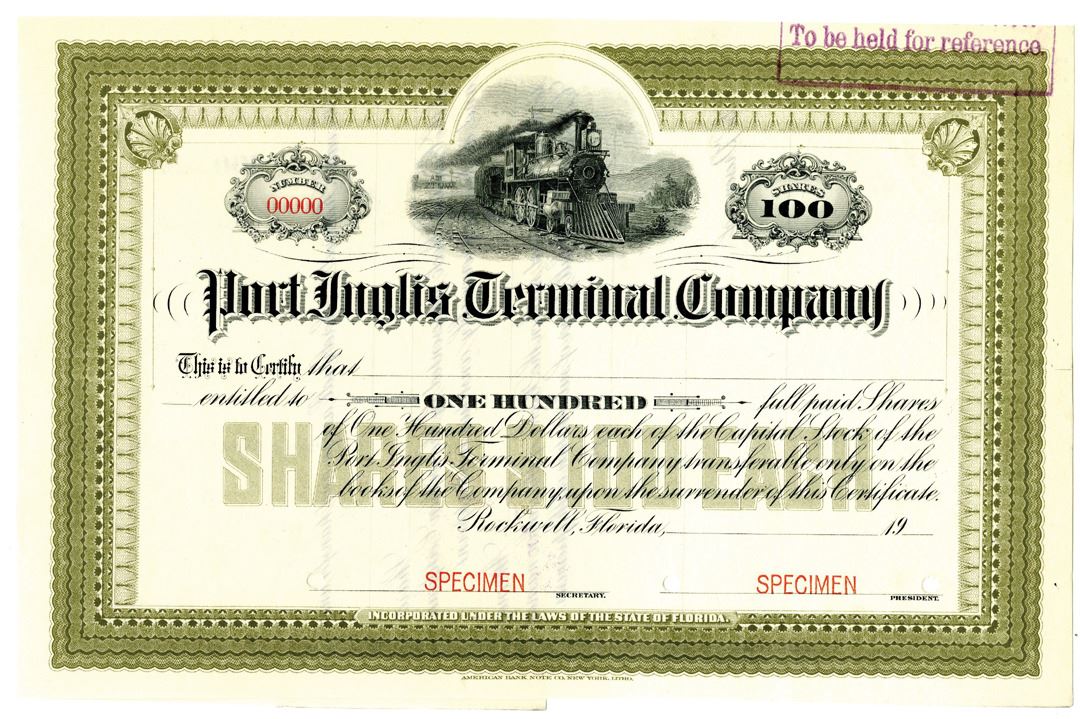 To be held for reference.
NUMBER
00000
SHARES
100
Port Inglis Terminal Company
This is to Certify that
entitled to ONE HUNDRED full paid Shares
of One Hundred Dollars each of the Capital Stock of the
Port Inglis Terminal Company transferable only on the
books of the Company upon the surrender of this Certificate.
SHARES $100 EACH
Rockwell, Florida, 19
SPECIMEN SECRETARY.
SPECIMEN PRESIDENT.
INCORPORATED UNDER THE LAWS OF THE STATE OF FLORIDA.
AMERICAN BANK NOTE CO. NEW YORK, LITHO.